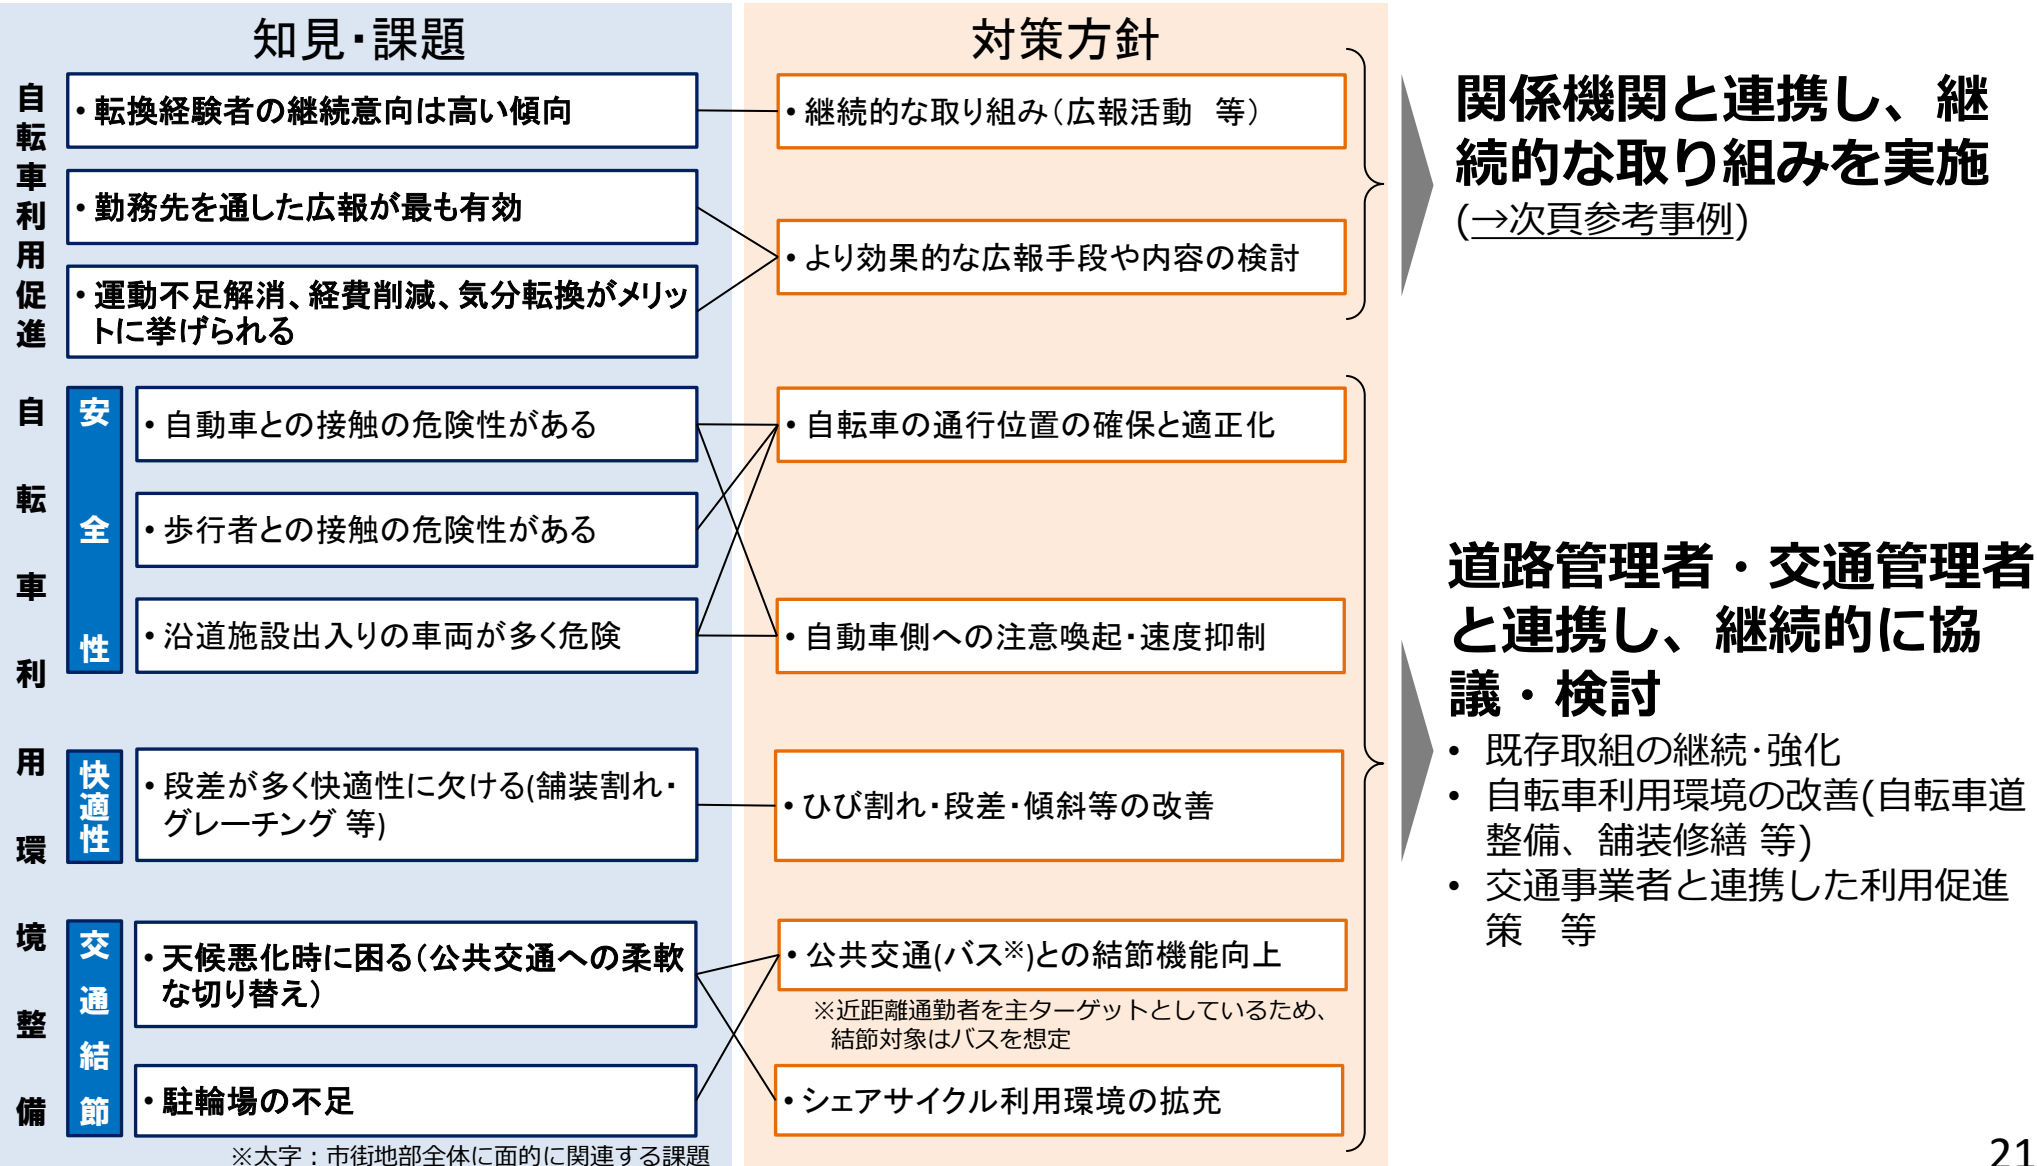 知見・課題
対策方針
自転車利用促進
・転換経験者の継続意向は高い傾向
・継続的な取り組み（広報活動　等）
・勤務先を通した広報が最も有効
・より効果的な広報手段や内容の検討
・運動不足解消、経費削減、気分転換がメリッ
トに挙げられる
関係機関と連携し、継
続的な取り組みを実施
(→次頁参考事例)
自転車利用環境整備
安全性
・自動車との接触の危険性がある
・自転車の通行位置の確保と適正化
・歩行者との接触の危険性がある
・沿道施設出入りの車両が多く危険
・自動車側への注意喚起・速度抑制
快適性
・段差が多く快適性に欠ける(舗装割れ・
グレーチング 等)
・ひび割れ・段差・傾斜等の改善
交通結節
・天候悪化時に困る（公共交通への柔軟
な切り替え）
・公共交通(バス※)との結節機能向上
※近距離通勤者を主ターゲットとしているため、
結節対象はバスを想定
・駐輪場の不足
・シェアサイクル利用環境の拡充
※太字：市街地部全体に面的に関連する課題
道路管理者・交通管理者
と連携し、継続的に協
議・検討
• 既存取組の継続･強化
• 自転車利用環境の改善(自転車道
整備、舗装修繕 等)
• 交通事業者と連携した利用促進
策　等
21